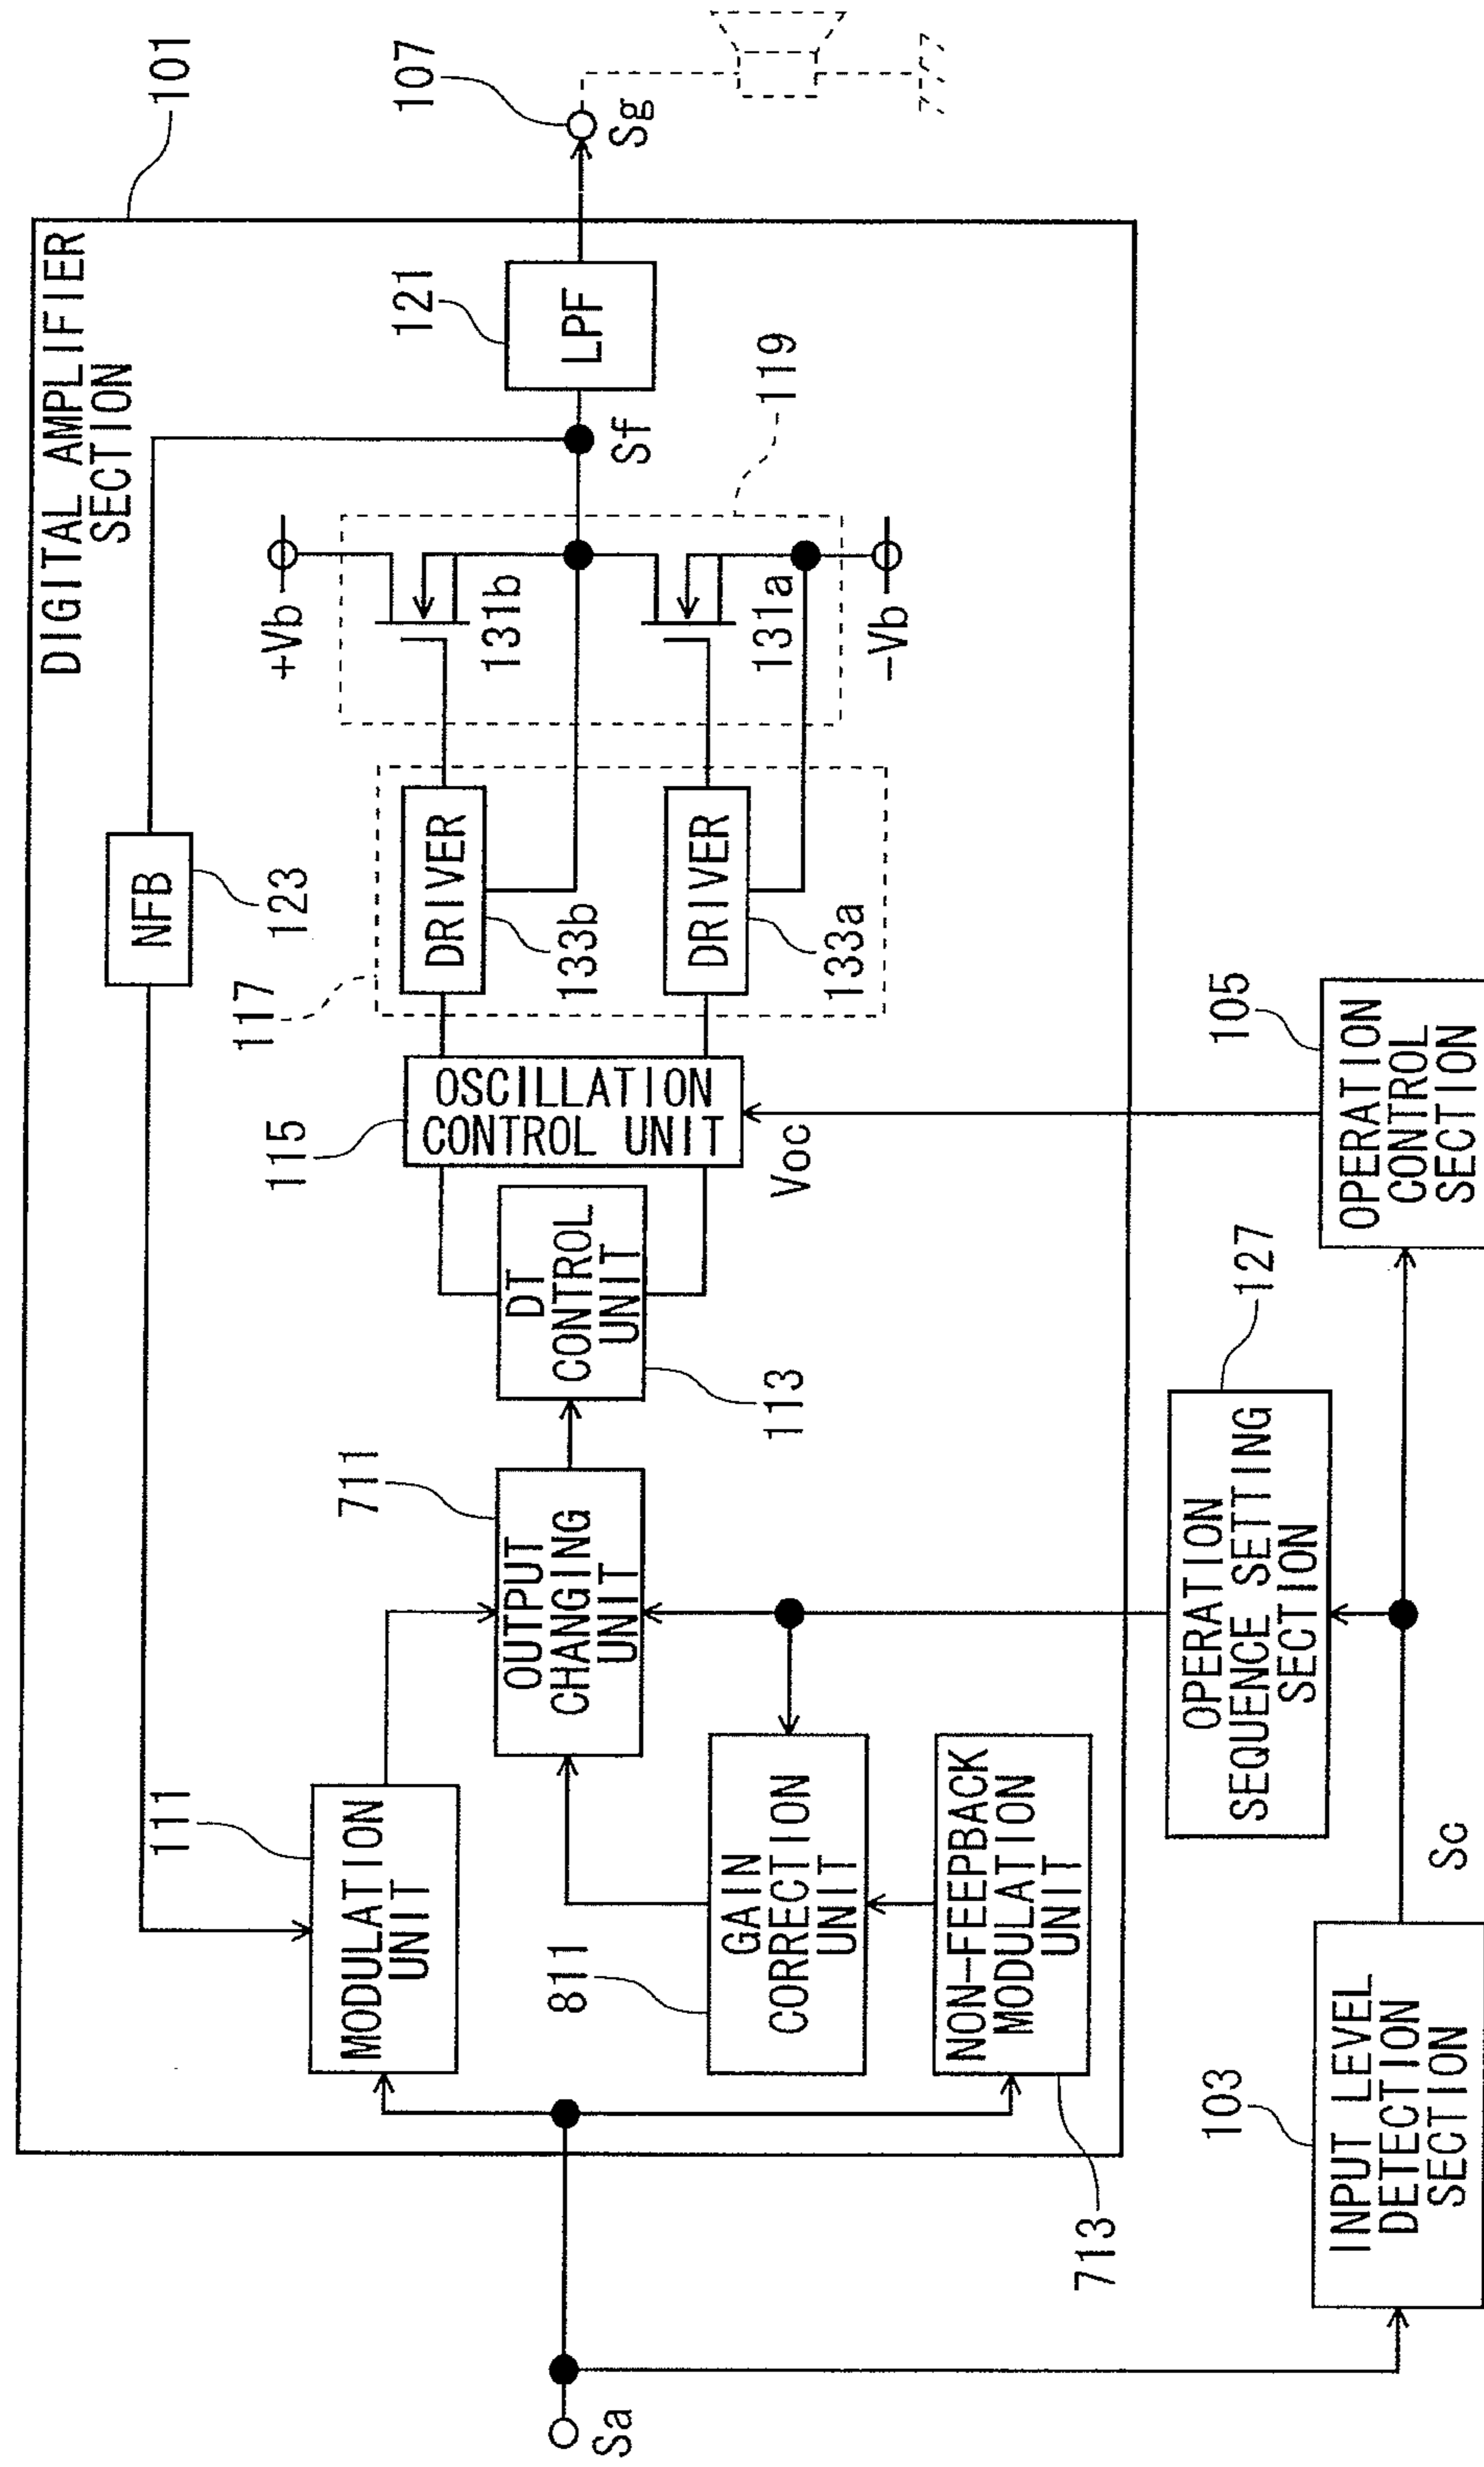 DIGITAL AMPLIFIER
SECTION
101
NFB
123
111
MODULATION
UNIT
711
OUTPUT
CHANGING
UNIT
DT
CONTROL
UNIT
113
115
OSCILLATION
CONTROL UNIT
Voc
117
DRIVER
133b
DRIVER
133a
+Vb
131b
131a
-Vb
119
Sf
121
LPF
107
Sg
811
GAIN
CORRECTION
UNIT
NON-FEEPBACK
MODULATION
UNIT
713
Sa
103
INPUT LEVEL
DETECTION
SECTION
Sc
OPERATION
SEQUENCE SETTING
SECTION
127
105
OPERATION
CONTROL
SECTION